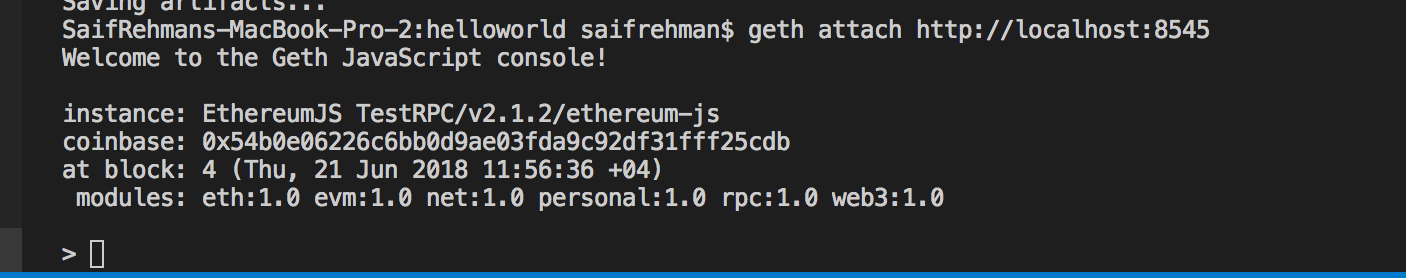 Saving artifacts...
SaifRehmans-MacBook-Pro-2:helloworld saifrehman$ geth attach http://localhost:8545
Welcome to the Geth JavaScript console!
instance: EthereumJS TestRPC/v2.1.2/ethereum-js
coinbase: 0x54b0e06226c6bb0d9ae03fda9c92df31fff25cdb
at block: 4 (Thu, 21 Jun 2018 11:56:36 +04)
modules: eth:1.0 evm:1.0 net:1.0 personal:1.0 rpc:1.0 web3:1.0
>